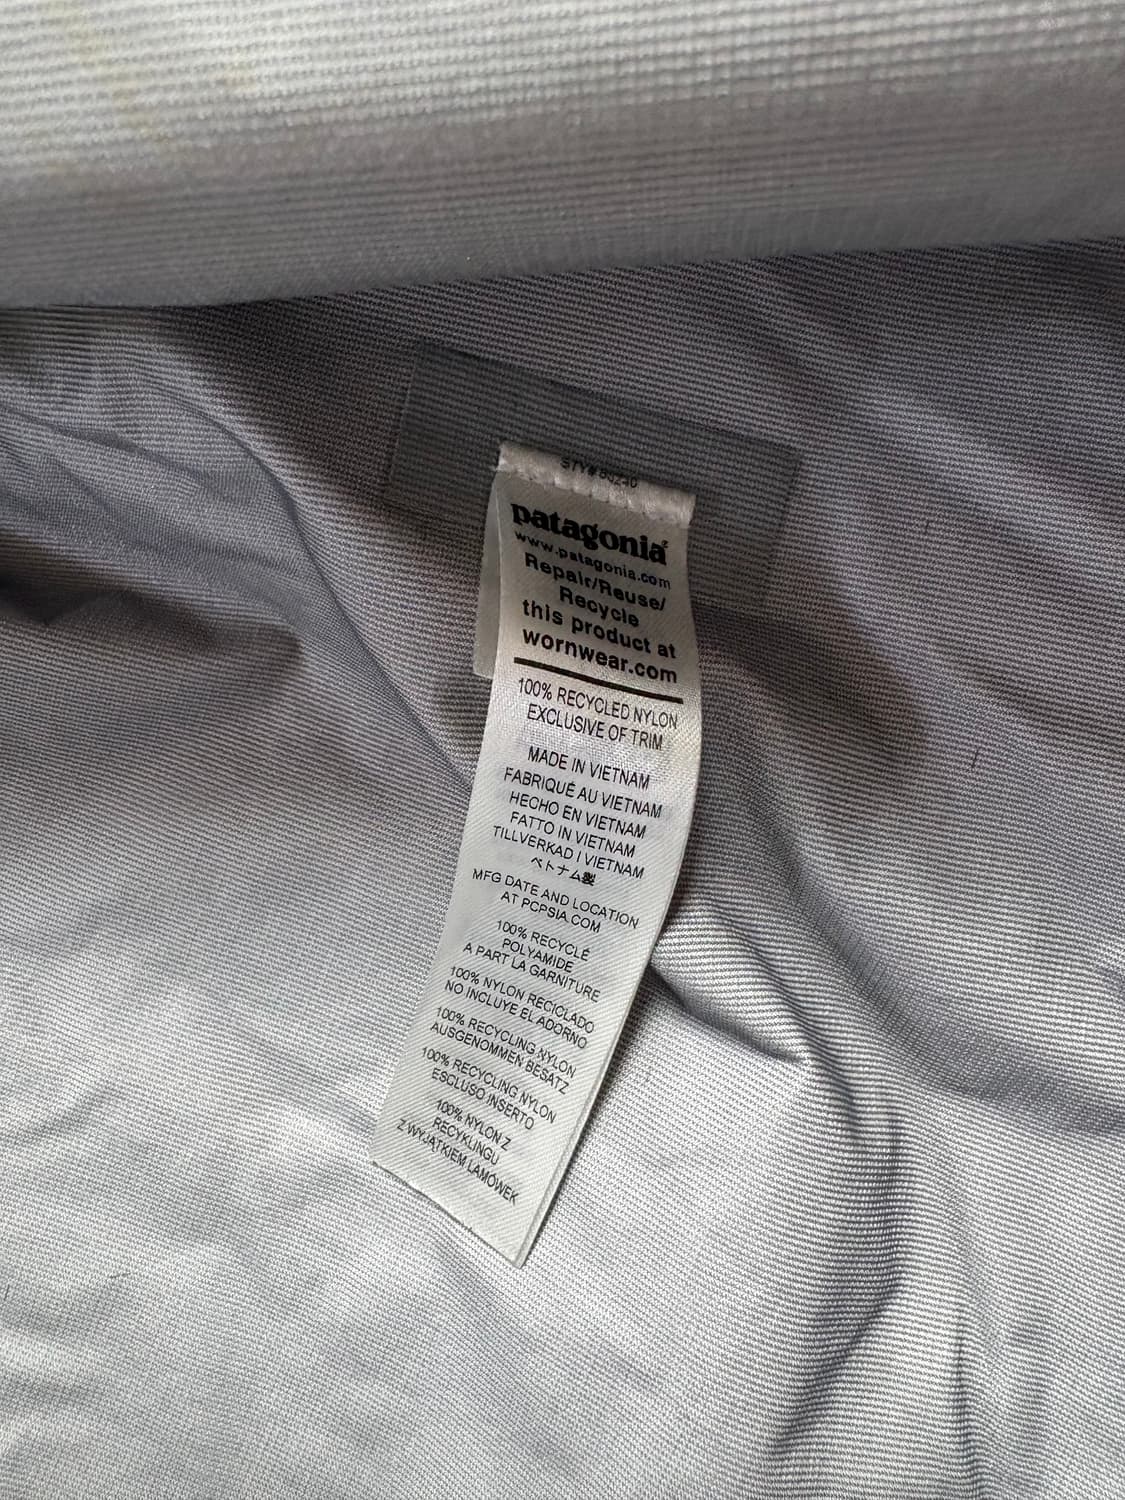 STY# 85240
patagonia®
www.patagonia.com
Repair/Reuse/
Recycle
this product at
wornwear.com
100% RECYCLED NYLON
EXCLUSIVE OF TRIM
MADE IN VIETNAM
FABRIQUÉ AU VIETNAM
HECHO EN VIETNAM
FATTO IN VIETNAM
TILLVERKAD I VIETNAM
ベトナム製
MFG DATE AND LOCATION
AT PCPSIA.COM
100% RECYCLÉ
POLYAMIDE
A PART LA GARNITURE
100% NYLON RECICLADO
NO INCLUYE EL ADORNO
100% RECYCLING NYLON
AUSGENOMMEN BESATZ
100% RECYCLING NYLON
ESCLUSO INSERTO
100% NYLON Z
RECYKLINGU
Z WYJĄTKIEM LAMÓWEK